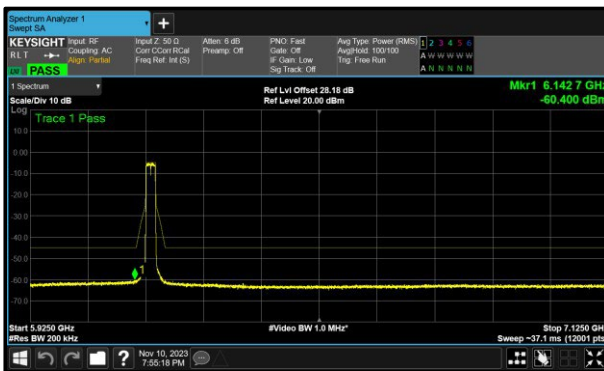 Spectrum Analyzer 1
Swept SA
KEYSIGHT
RLT
PASS
Input: RF
Coupling: AC
Align: Partial
Input Z: 50 Ω
Corr CCorr RCal
Freq Ref: Int (S)
Atten: 6 dB
Preamp: Off
PNO: Fast
Gate: Off
IF Gain: Low
Sig Track: Off
Avg Type: Power (RMS)
Avg|Hold: 100/100
Trig: Free Run
1 2 3 4 5 6
A W W W W W
A N N N N N
1 Spectrum
Scale/Div 10 dB
Ref Lvl Offset 28.18 dB
Ref Level 20.00 dBm
Mkr1 6.142 7 GHz
-60.400 dBm
Log
Trace 1 Pass
10.0
0.00
-10.0
-20.0
-30.0
-40.0
-50.0
-60.0
-70.0
1
Start 5.9250 GHz
#Res BW 200 kHz
#Video BW 1.0 MHz*
Stop 7.1250 GHz
Sweep ~37.1 ms (12001 pts)
?
Nov 10, 2023
7:55:18 PM